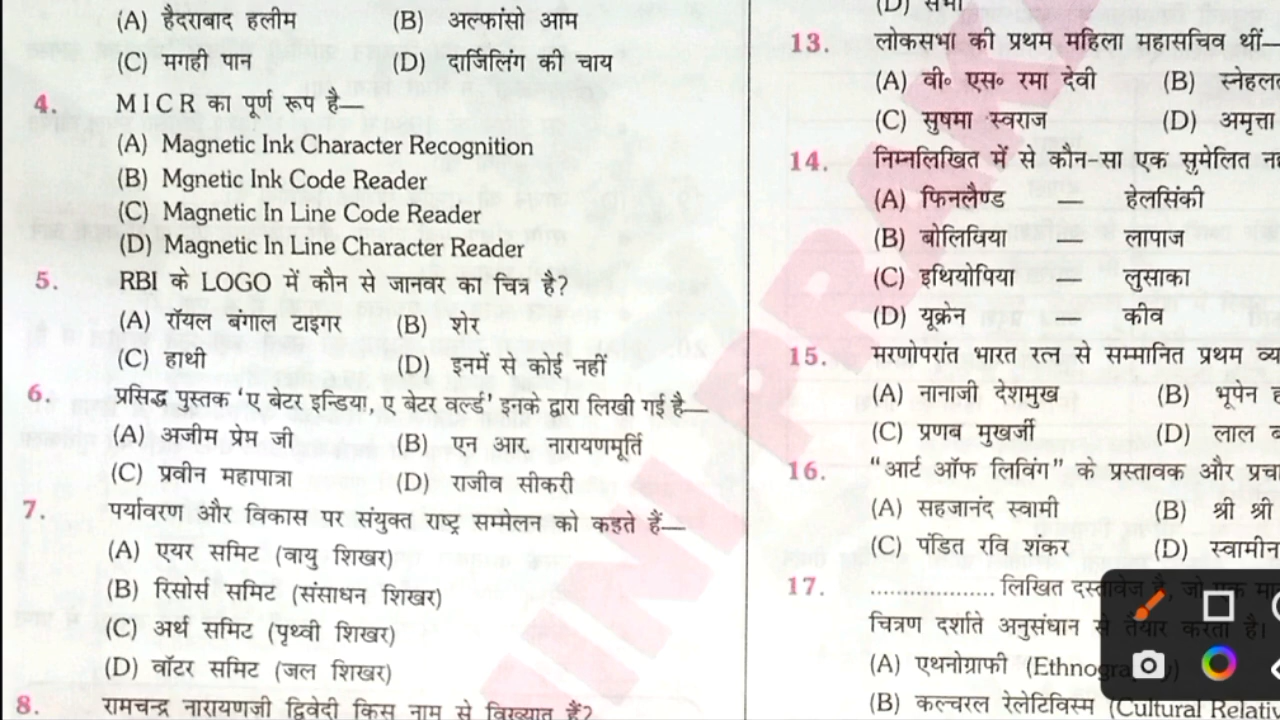 (A) हैदराबाद हलीम (B) अल्फांसो आम
(C) मगही पान (D) दार्जिलिंग की चाय
4. MICR का पूर्ण रूप है—
(A) Magnetic Ink Character Recognition
(B) Mgnetic Ink Code Reader
(C) Magnetic In Line Code Reader
(D) Magnetic In Line Character Reader
5. RBI के LOGO में कौन से जानवर का चित्र है?
(A) रॉयल बंगाल टाइगर (B) शेर
(C) हाथी (D) इनमें से कोई नहीं
6. प्रसिद्ध पुस्तक 'ए बेटर इन्डिया, ए बेटर वर्ल्ड' इनके द्वारा लिखी गई है—
(A) अजीम प्रेम जी (B) एन आर. नारायणमूर्ति
(C) प्रवीन महापात्रा (D) राजीव सीकरी
7. पर्यावरण और विकास पर संयुक्त राष्ट्र सम्मेलन को कहते हैं—
(A) एयर समिट (वायु शिखर)
(B) रिसोर्स समिट (संसाधन शिखर)
(C) अर्थ समिट (पृथ्वी शिखर)
(D) वॉटर समिट (जल शिखर)
8. रामचन्द्र नारायणजी द्विवेदी किस नाम से विख्यात हैं?
(D) सभी
13. लोकसभा की प्रथम महिला महासचिव थीं—
(A) वी० एस० रमा देवी (B)
(C) सुषमा स्वराज (D) अमृता
14. निम्नलिखित में से कौन-सा एक सुमेलित
(A) फिनलैण्ड — हेलसिंकी
(B) बोलिविया — लापाज
(C) इथियोपिया — लुसाका
(D) यूक्रेन कीव
15. मरणोपरांत भारत रत्न से सम्मानित प्रथम
(A) नानाजी देशमुख (B) भूपेन
(C) प्रणब मुखर्जी (D) लाल
16. “आर्ट ऑफ लिविंग” के प्रस्तावक और
(A) सहजानंद स्वामी (B) श्री श्री
(C) पंडित रवि शंकर (D)
17. .................... लिखित दस्तावेज है, जो एक
चित्रण दर्शाते अनुसंधान से तैयार करता है।
(A) एथनोग्राफी (Ethnography)
(B) कल्चरल रेलेटिविस्म (Cultural